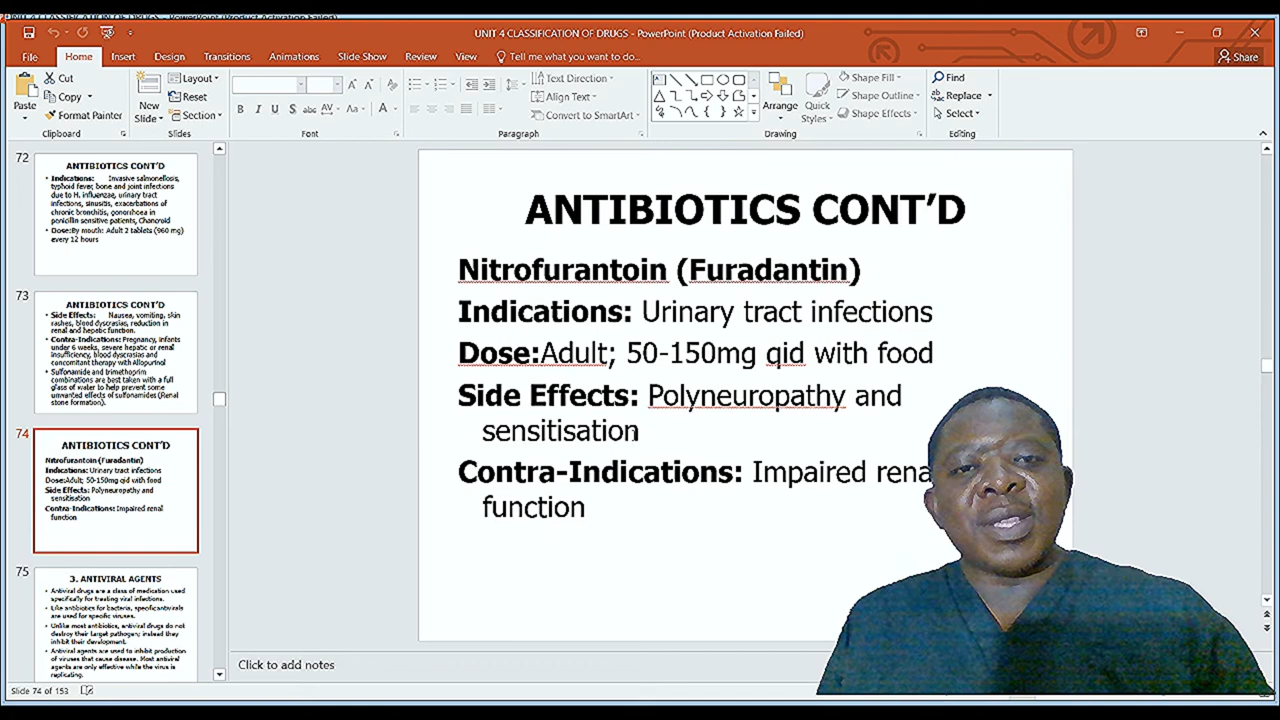 UNIT 4 CLASSIFICATION OF DRUGS - PowerPoint (Product Activation Failed)
File Home Insert Design Transitions Animations Slide Show Review View Tell me what you want to do... Share
Cut
Copy
Format Painter
Paste
Clipboard
New
Slide
Layout
Reset
Section
Slides
Font
Text Direction
Align Text
Convert to SmartArt
Paragraph
Arrange
Quick
Styles
Shape Fill
Shape Outline
Shape Effects
Drawing
Find
Replace
Select
Editing
72
ANTIBIOTICS CONT'D
• Indications: Invasive salmonellosis,
typhoid fever, bone and joint infections
due to H. influenzae, urinary tract
infections, sinusitis, exacerbations of
chronic bronchitis, gonorrhoea in
penicillin sensitive patients, Chancroid
• Dose:By mouth: Adult 2 tablets (960 mg)
every 12 hours
73
ANTIBIOTICS CONT'D
• Side Effects: Nausea, vomiting, skin
rashes, blood dyscrasias, reduction in
renal and hepatic function.
• Contra-Indications: Pregnancy, infants
under 6 weeks, severe hepatic or renal
insufficiency, blood dyscrasias and
concomitant therapy with Allopurinol
• Sulfonamide and trimethoprim
combinations are best taken with a full
glass of water to help prevent some
unwanted effects of sulfonamides (Renal
stone formation).
74
ANTIBIOTICS CONT'D
Nitrofurantoin (Furadantin)
Indications: Urinary tract infections
Dose:Adult; 50-150mg qid with food
Side Effects: Polyneuropathy and
sensitisation
Contra-Indications: Impaired renal
function
75
3. ANTIVIRAL AGENTS
• Antiviral drugs are a class of medication used
specifically for treating viral infections.
• Like antibiotics for bacteria, specificantivirals
are used for specific viruses.
• Unlike most antibiotics, antiviral drugs do not
destroy their target pathogen; instead they
inhibit their development.
• Antiviral agents are used to inhibit production
of viruses that cause disease. Most antiviral
agents are only effective while the virus is
replicating.
ANTIBIOTICS CONT'D
Nitrofurantoin (Furadantin)
Indications: Urinary tract infections
Dose:Adult; 50-150mg qid with food
Side Effects: Polyneuropathy and
sensitisation
Contra-Indications: Impaired rena
function
Click to add notes
Slide 74 of 153